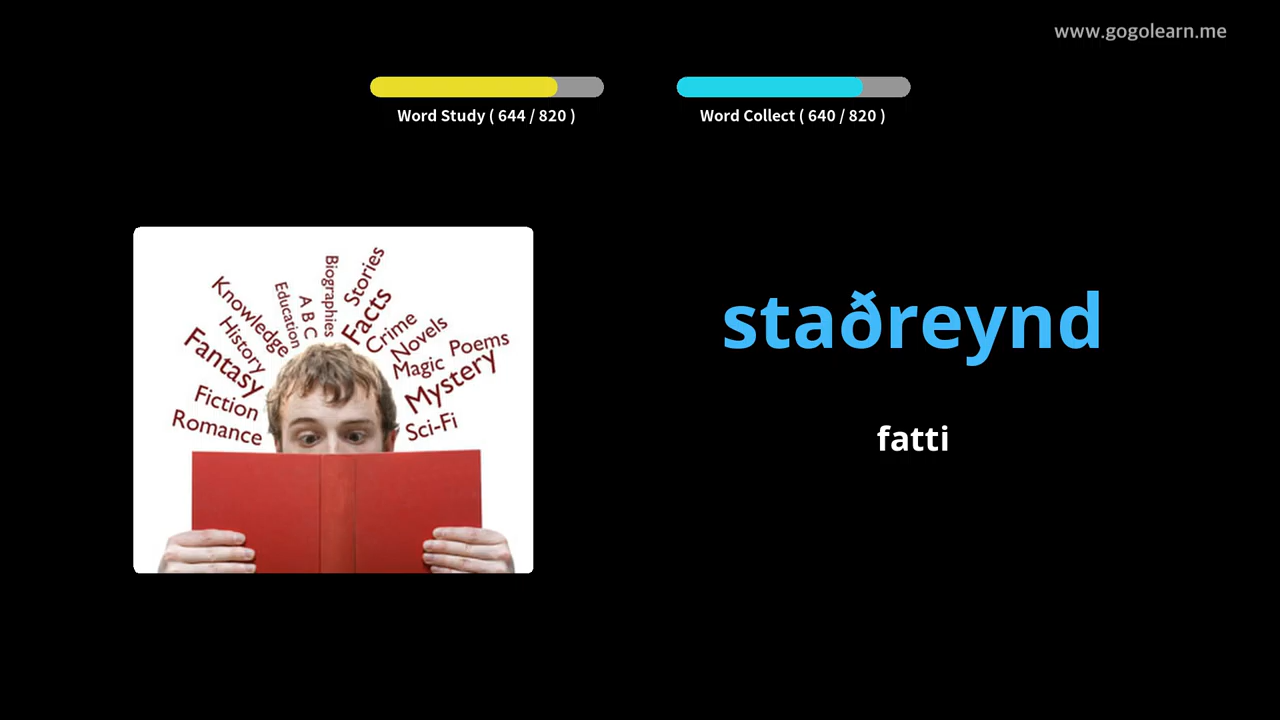 www.gogolearn.me
Word Study ( 644 / 820 )
Word Collect ( 640 / 820 )
Biographies
Stories
Education
A B C
Facts
Knowledge
Crime
History
Novels
Fantasy
Magic
Poems
Mystery
Fiction
Romance
Sci-Fi
staðreynd
fatti